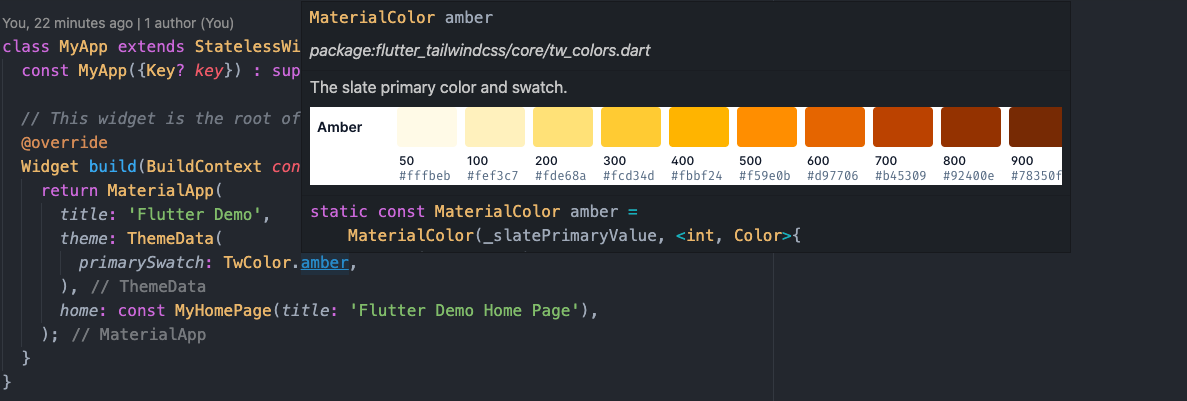 You, 22 minutes ago | 1 author (You)
class MyApp extends StatelessWi
const MyApp({Key? key}) : sup
// This widget is the root of
@override
Widget build(BuildContext con
return MaterialApp(
title: 'Flutter Demo',
theme: ThemeData(
primarySwatch: TwColor.amber,
), // ThemeData
home: const MyHomePage(title: 'Flutter Demo Home Page'),
); // MaterialApp
}
}
MaterialColor amber
package:flutter_tailwindcss/core/tw_colors.dart
The slate primary color and swatch.
Amber
50 100 200 300 400 500 600 700 800 900
#fffbeb #fef3c7 #fde68a #fcd34d #fbbf24 #f59e0b #d97706 #b45309 #92400e #78350f
static const MaterialColor amber =
MaterialColor(_slatePrimaryValue, <int, Color>{